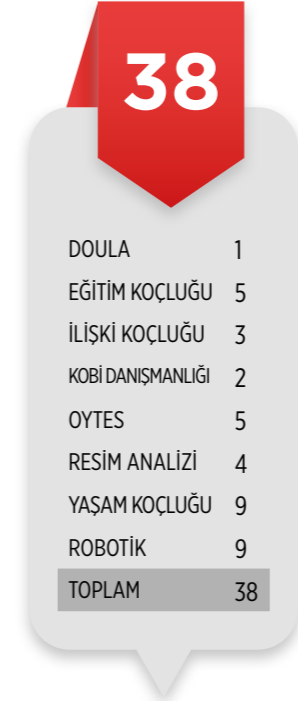 38
DOULA 1
EĞİTİM KOÇLUĞU 5
İLİŞKİ KOÇLUĞU 3
KOBİ DANIŞMANLIĞI 2
OYTES 5
RESİM ANALİZİ 4
YAŞAM KOÇLUĞU 9
ROBOTİK 9
TOPLAM 38